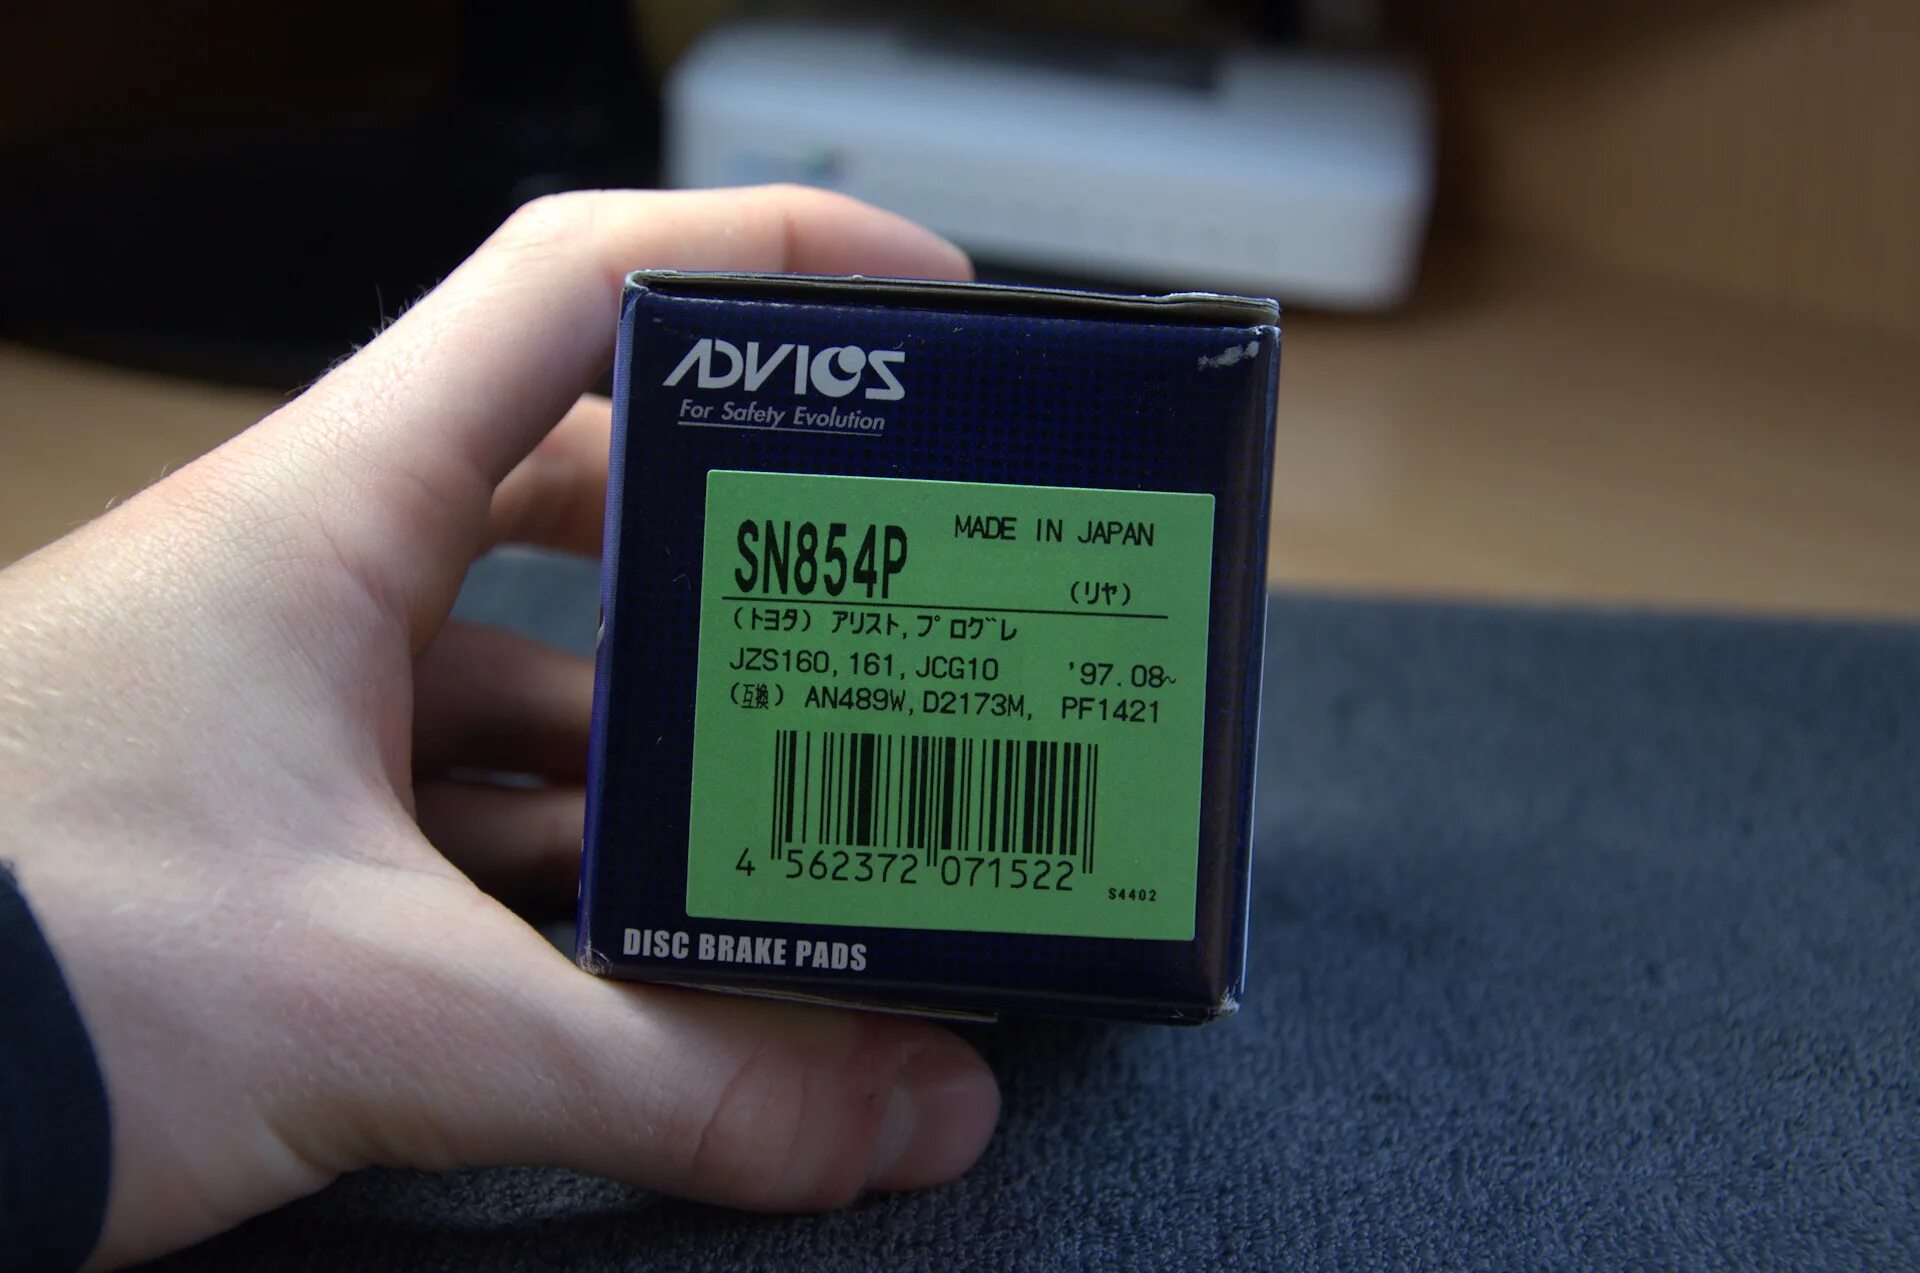 ADVICS
For Safety Evolution
SN854P
MADE IN JAPAN
(リヤ)
(トヨタ) アリスト,プログレ
JZS160,161,JCG10 '97.08~
(互換) AN489W,D2173M, PF1421
4 562372 071522
S4402
DISC BRAKE PADS